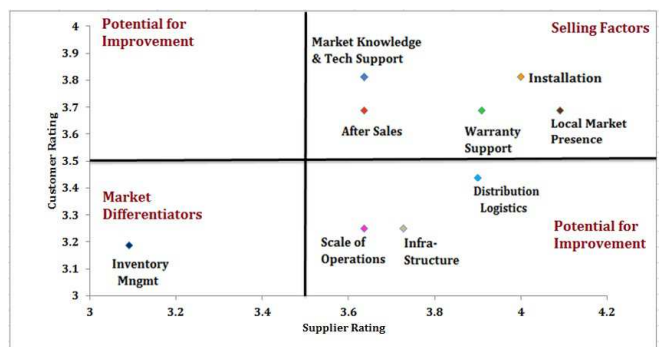 Potential for
Improvement
Selling Factors
Market Knowledge
& Tech Support
Installation
After Sales
Warranty
Support
Local Market
Presence
Market
Differentiators
Distribution
Logistics
Potential for
Improvement
Scale of
Operations
Infra-
Structure
Inventory
Mngmt
Customer Rating
4
3.9
3.8
3.7
3.6
3.5
3.4
3.3
3.2
3.1
3
3
3.2
3.4
3.6
3.8
4
4.2
Supplier Rating